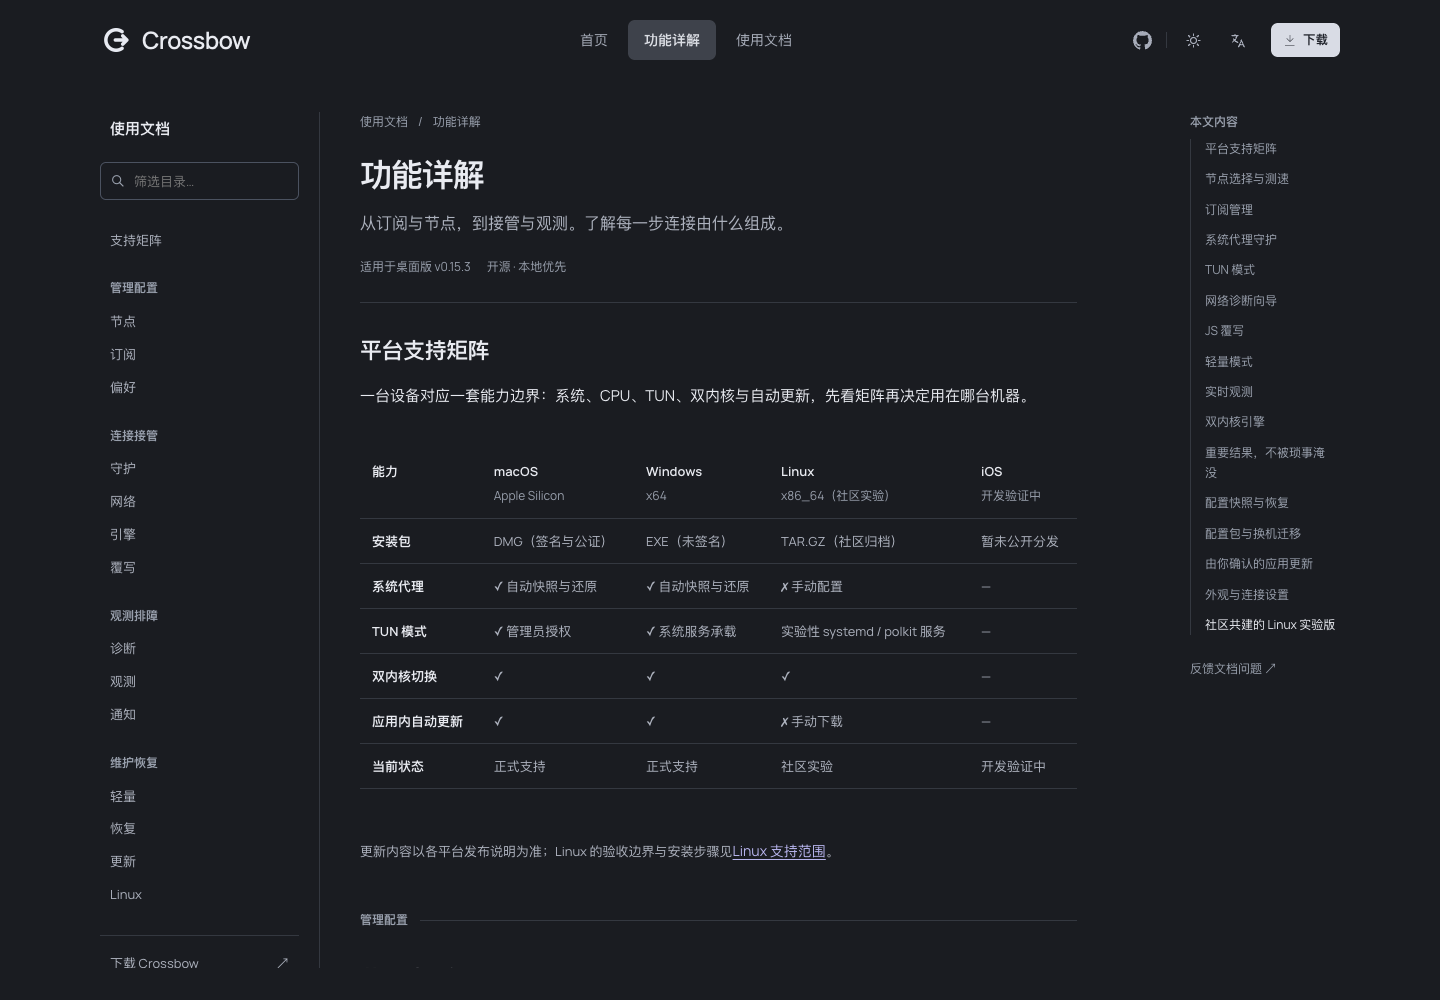 Crossbow
首页
功能详解
使用文档
下载
使用文档
筛选目录...
支持矩阵
管理配置
节点
订阅
偏好
连接接管
守护
网络
引擎
覆写
观测排障
诊断
观测
通知
维护恢复
轻量
恢复
更新
Linux
下载 Crossbow ↗
使用文档 / 功能详解
功能详解
从订阅与节点，到接管与观测。了解每一步连接由什么组成。
适用于桌面版 v0.15.3 开源 · 本地优先
平台支持矩阵
一台设备对应一套能力边界：系统、CPU、TUN、双内核与自动更新，先看矩阵再决定用在哪台机器。
能力 macOS Windows Linux iOS
Apple Silicon x64 x86_64（社区实验） 开发验证中
安装包 DMG（签名与公证） EXE（未签名） TAR.GZ（社区归档） 暂未公开分发
系统代理 ✓ 自动快照与还原 ✓ 自动快照与还原 ✗ 手动配置 —
TUN 模式 ✓ 管理员授权 ✓ 系统服务承载 实验性 systemd / polkit 服务 —
双内核切换 ✓ ✓ ✓ —
应用内自动更新 ✓ ✓ ✗ 手动下载 —
当前状态 正式支持 正式支持 社区实验 开发验证中
更新内容以各平台发布说明为准；Linux 的验收边界与安装步骤见Linux 支持范围。
管理配置
本文内容
平台支持矩阵
节点选择与测速
订阅管理
系统代理守护
TUN 模式
网络诊断向导
JS 覆写
轻量模式
实时观测
双内核引擎
重要结果，不被琐事淹
没
配置快照与恢复
配置包与换机迁移
由你确认的应用更新
外观与连接设置
社区共建的 Linux 实验版
反馈文档问题 ↗